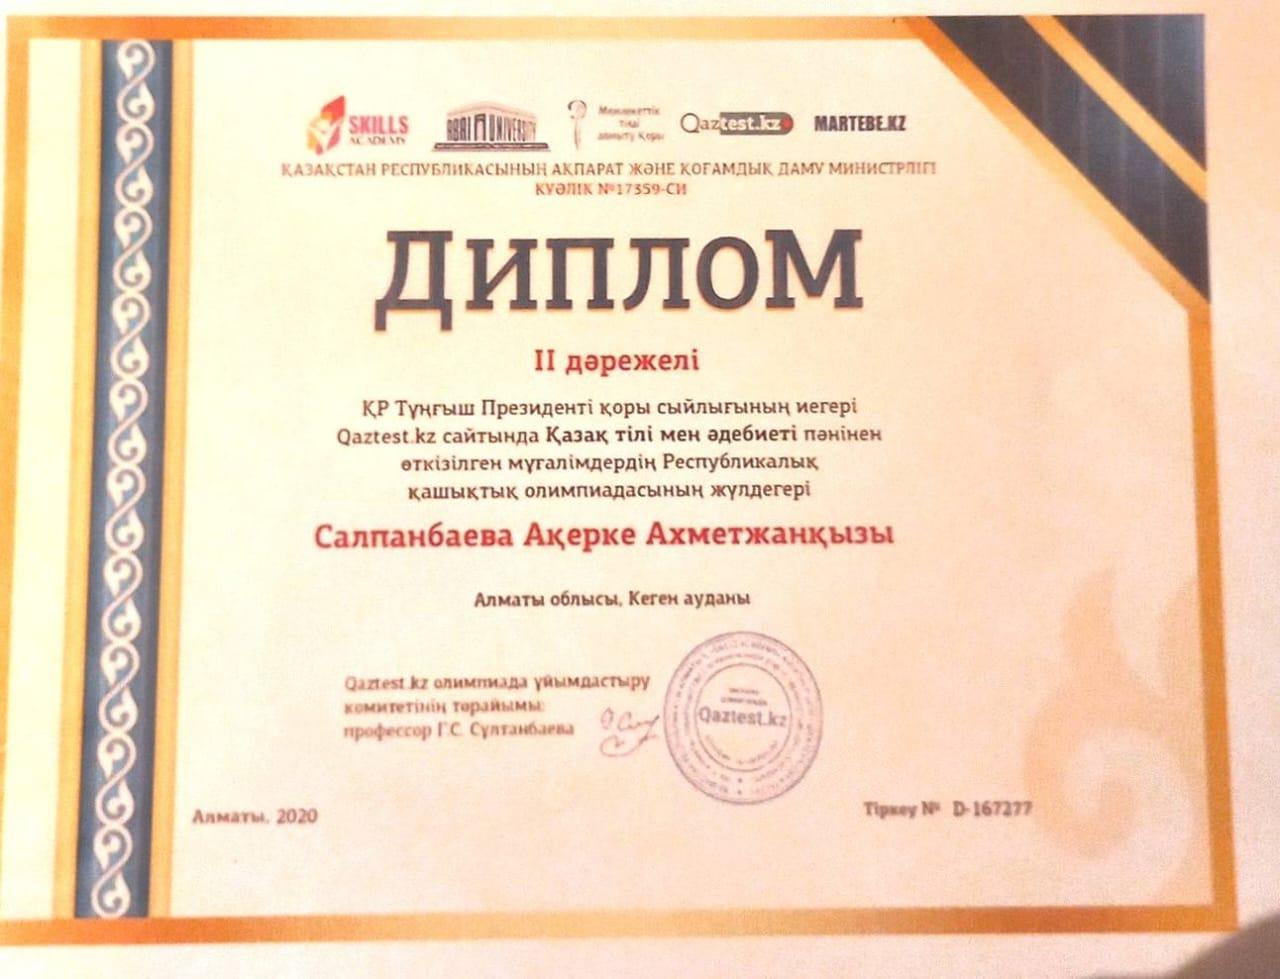 SKILLS
ACADEMY
ABAI UNIVERSITY
Мемлекеттік
тілді
дамыту қоры
Qaztest.kz
MARTEBE.KZ
ҚАЗАҚСТАН РЕСПУБЛИКАСЫНЫҢ АҚПАРАТ ЖӘНЕ ҚОҒАМДЫҚ ДАМУ МИНИСТРЛІГІ
КУӘЛІК №17359-СИ
ДИПЛОМ
II дәрежелі
ҚР Тұңғыш Президенті қоры сыйлығының иегері
Qaztest.kz сайтында Қазақ тілі мен әдебиеті пәнінен
өткізілген мұғалімдердің Республикалық
қашықтық олимпиадасының жүлдегері
Салпанбаева Ақерке Ахметжанқызы
Алматы облысы, Кеген ауданы
Qaztest.kz олимпиада ұйымдастыру
комитетінің төрайымы:
профессор Г.С. Сұлтанбаева
Qaztest.kz
Алматы, 2020
Тіркеу № D-167277